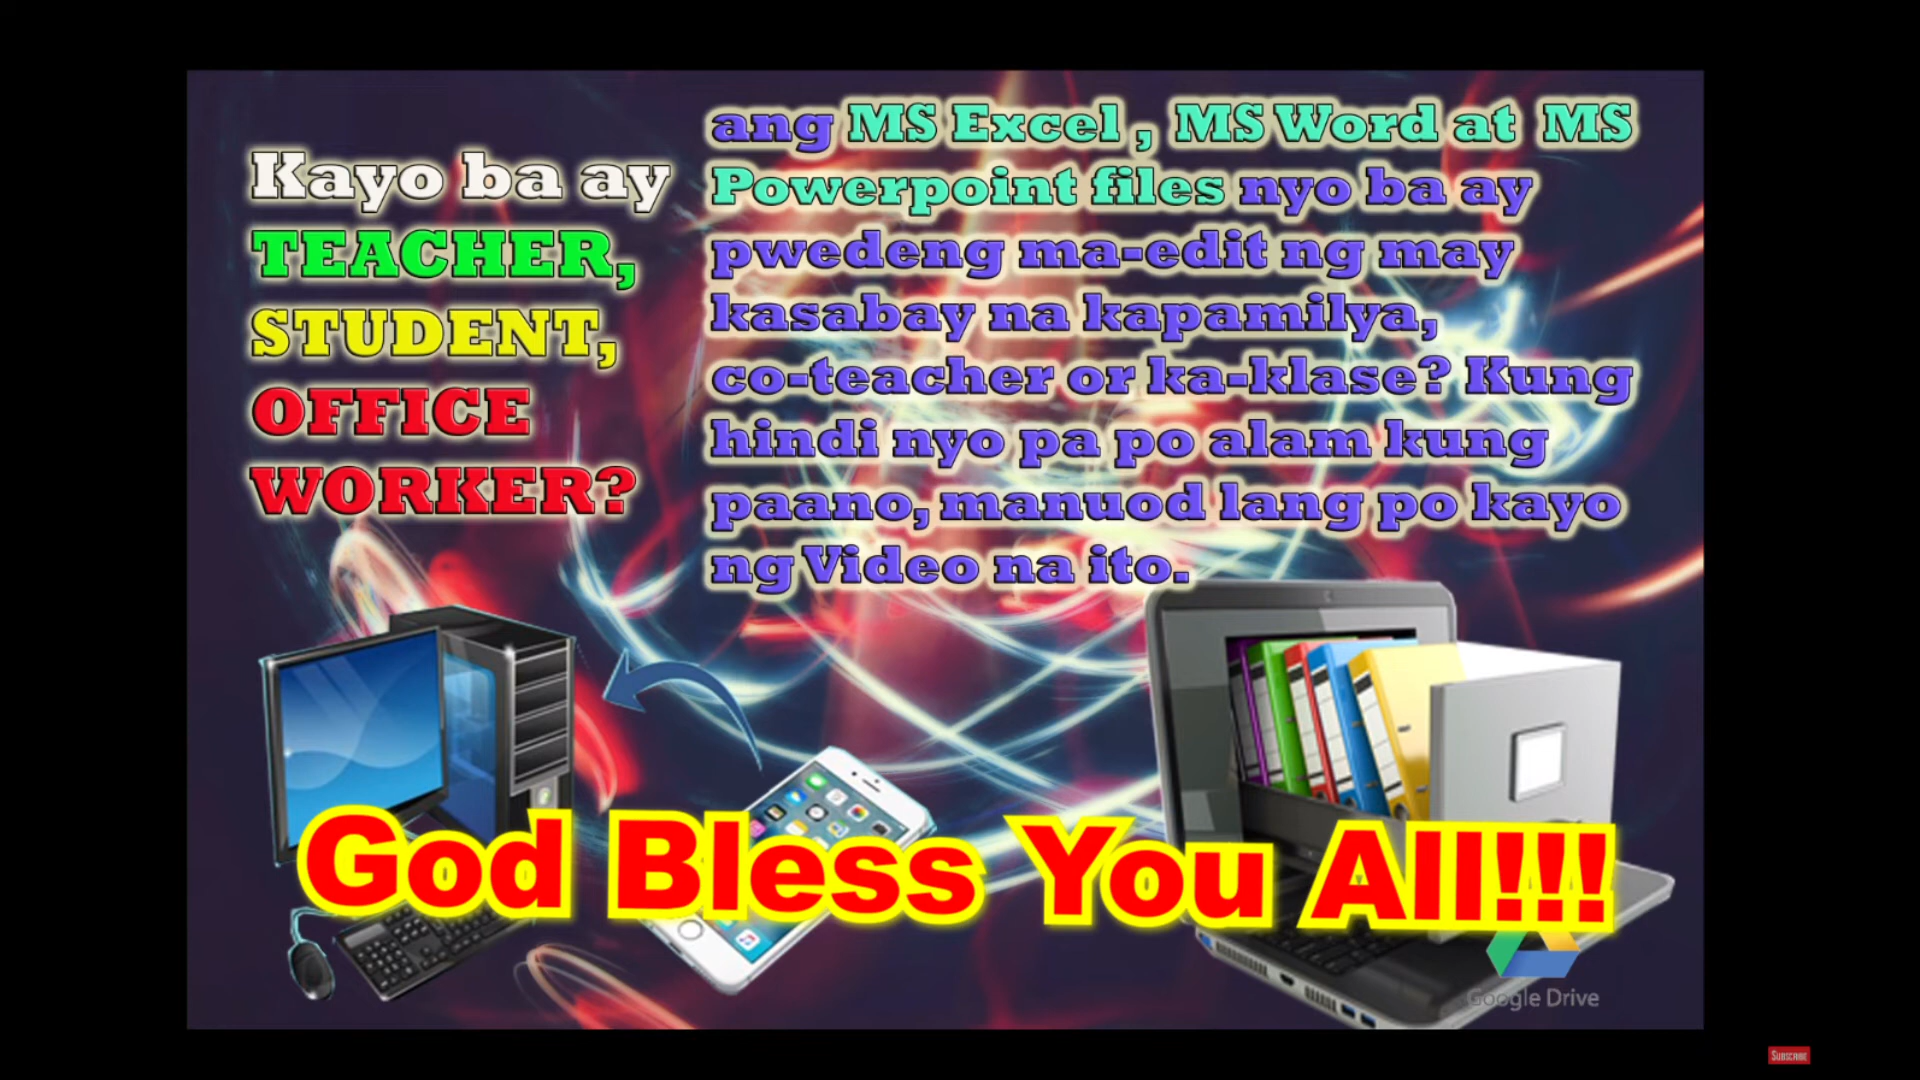 Kayo ba ay
TEACHER,
STUDENT,
OFFICE
WORKER?
ang MS Excel , MS Word at MS
Powerpoint files nyo ba ay
pwedeng ma-edit ng may
kasabay na kapamilya,
co-teacher or ka-klase? Kung
hindi nyo pa po alam kung
paano, manuod lang po kayo
ng Video na ito.
God Bless You All!!!
Google Drive
SUBSCRIBE